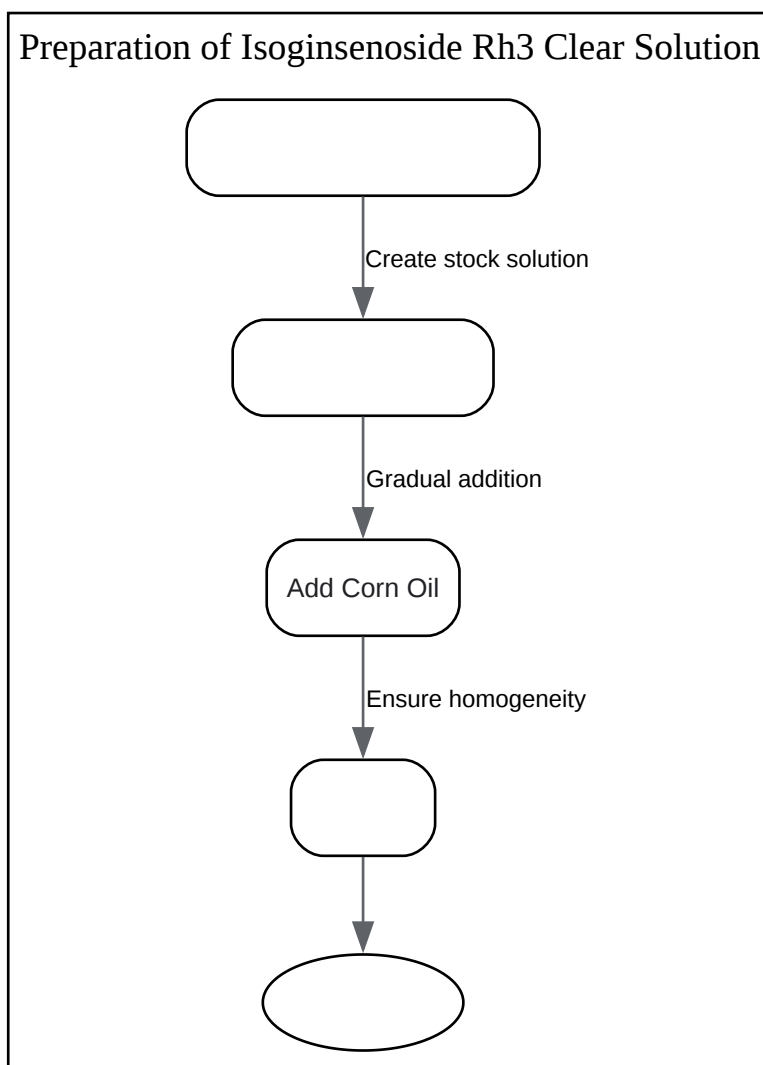 Preparation of Isoginsenoside Rh3 Clear Solution
Create stock solution
Gradual addition
Add Corn Oil
Ensure homogeneity